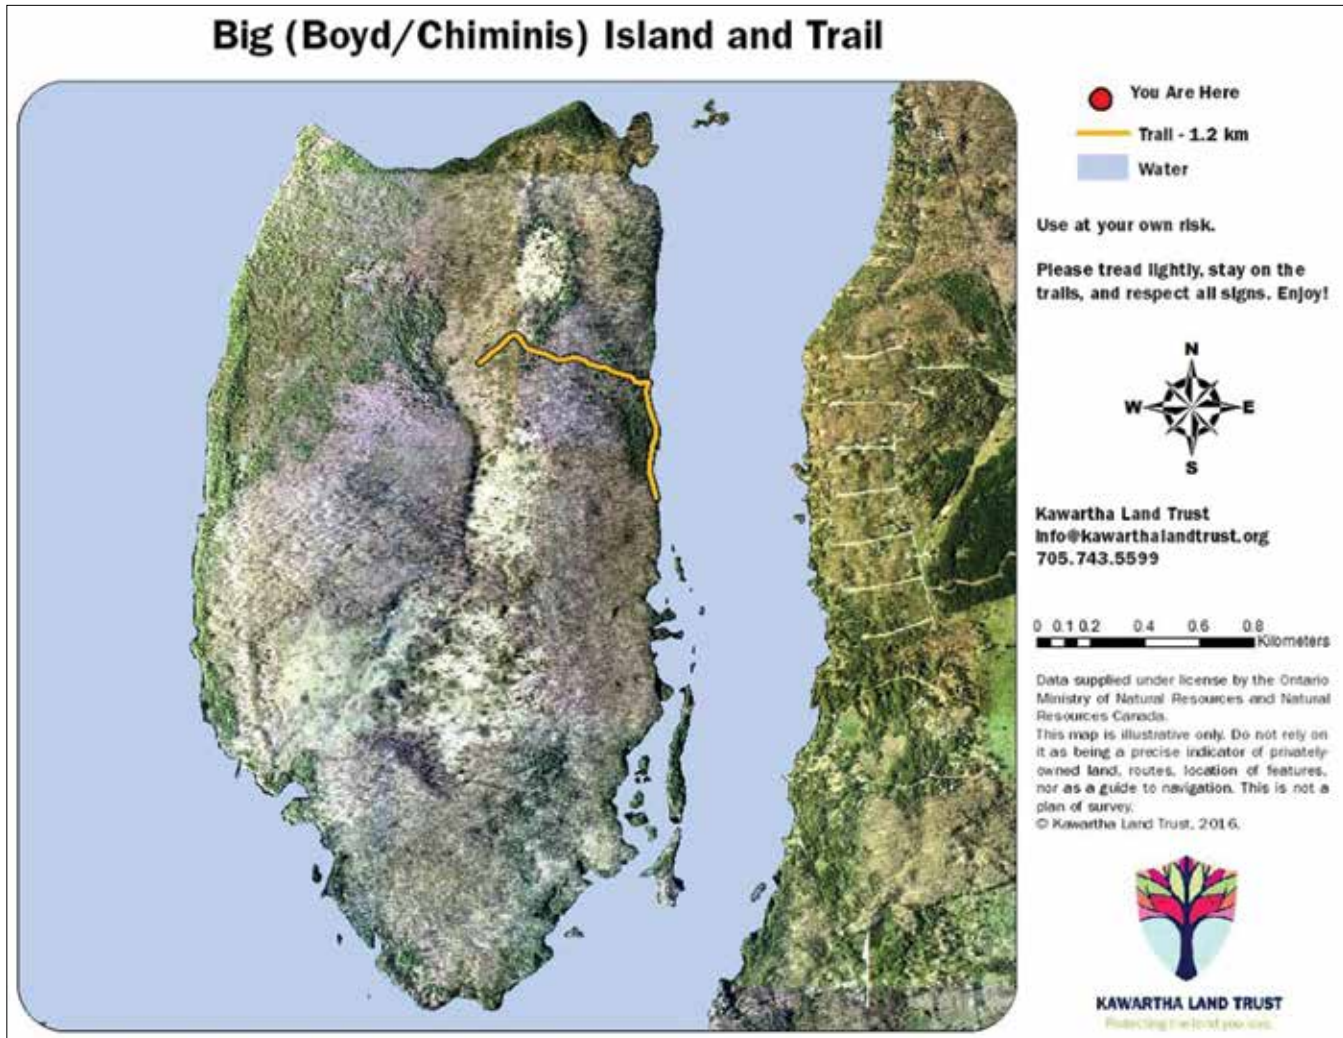 Big (Boyd/Chiminis) Island and Trail
You Are Here
Trail - 1.2 km
Water
Use at your own risk.
Please tread lightly, stay on the
trails, and respect all signs. Enjoy!
N
W
E
S
Kawartha Land Trust
info@kawarthalandtrust.org
705.743.5599
0 0.1 0.2 0.4 0.6 0.8
Kilometers
Data supplied under license by the Ontario
Ministry of Natural Resources and Natural
Resources Canada.
This map is illustrative only. Do not rely on
it as being a precise indicator of privately-
owned land, routes, location of features,
nor as a guide to navigation. This is not a
plan of survey.
© Kawartha Land Trust, 2016.
KAWARTHA LAND TRUST
Protecting the land you love.